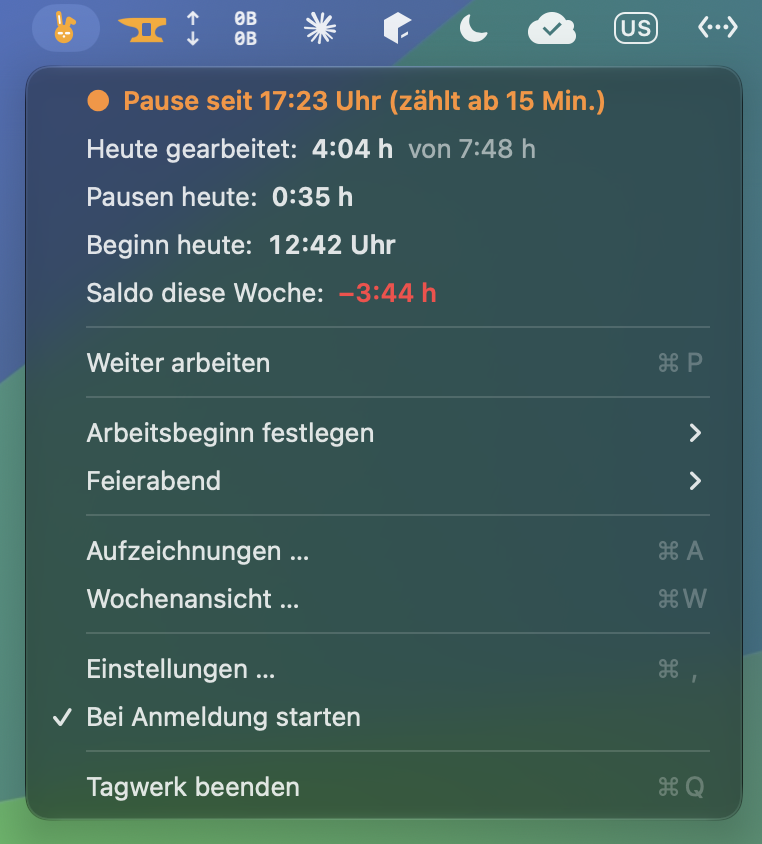 0B
0B
US
Pause seit 17:23 Uhr (zählt ab 15 Min.)
Heute gearbeitet: 4:04 h von 7:48 h
Pausen heute: 0:35 h
Beginn heute: 12:42 Uhr
Saldo diese Woche: −3:44 h
Weiter arbeiten ⌘ P
Arbeitsbeginn festlegen
Feierabend
Aufzeichnungen ... ⌘ A
Wochenansicht ... ⌘ W
Einstellungen ... ⌘ ,
Bei Anmeldung starten
Tagwerk beenden ⌘ Q